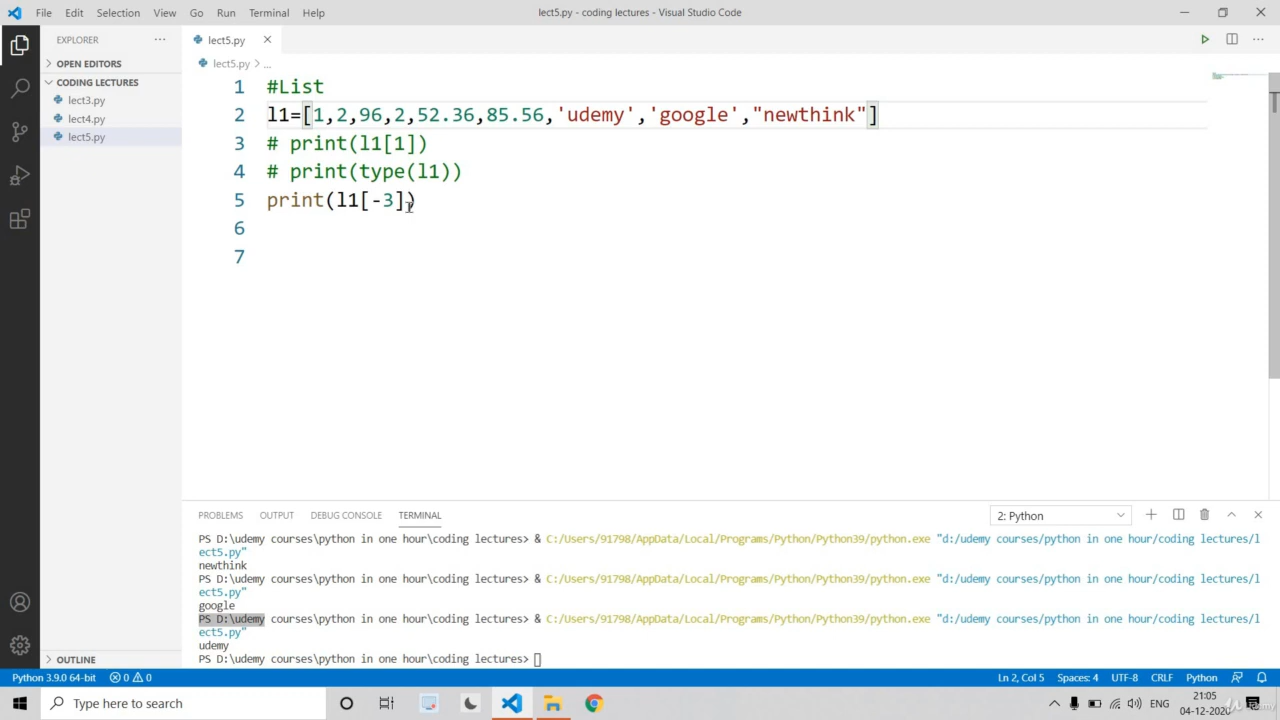 File Edit Selection View Go Run Terminal Help
lect5.py - coding lectures - Visual Studio Code
EXPLORER
OPEN EDITORS
CODING LECTURES
lect3.py
lect4.py
lect5.py
OUTLINE
lect5.py
lect5.py > ...
1 #List
2 l1=[1,2,96,2,52.36,85.56,'udemy','google',"newthink"]
3 # print(l1[1])
4 # print(type(l1))
5 print(l1[-3])
6
7
PROBLEMS OUTPUT DEBUG CONSOLE TERMINAL
2: Python
PS D:\udemy courses\python in one hour\coding lectures> & C:/Users/91798/AppData/Local/Programs/Python/Python39/python.exe "d:/udemy courses/python in one hour/coding lectures/l
ect5.py"
newthink
PS D:\udemy courses\python in one hour\coding lectures> & C:/Users/91798/AppData/Local/Programs/Python/Python39/python.exe "d:/udemy courses/python in one hour/coding lectures/l
ect5.py"
google
PS D:\udemy courses\python in one hour\coding lectures> & C:/Users/91798/AppData/Local/Programs/Python/Python39/python.exe "d:/udemy courses/python in one hour/coding lectures/l
ect5.py"
udemy
PS D:\udemy courses\python in one hour\coding lectures>
Python 3.9.0 64-bit 0 0
Ln 2, Col 5 Spaces: 4 UTF-8 CRLF Python
Type here to search
ENG
21:05
04-12-2020